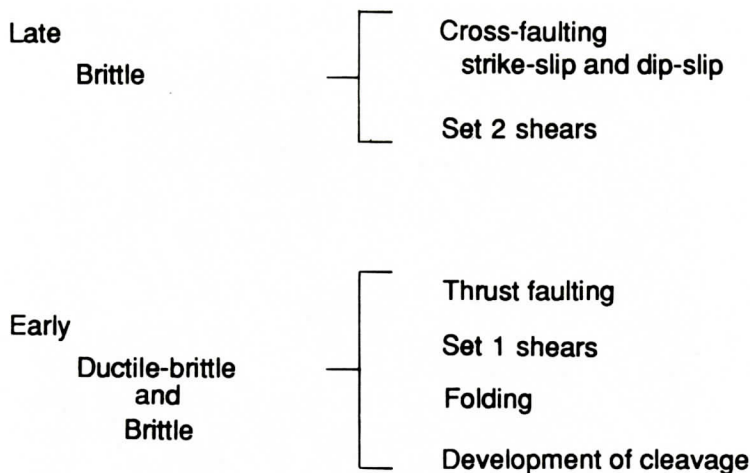 Late
Brittle
Cross-faulting
strike-slip and dip-slip
Set 2 shears
Early
Ductile-brittle
and
Brittle
Thrust faulting
Set 1 shears
Folding
Development of cleavage